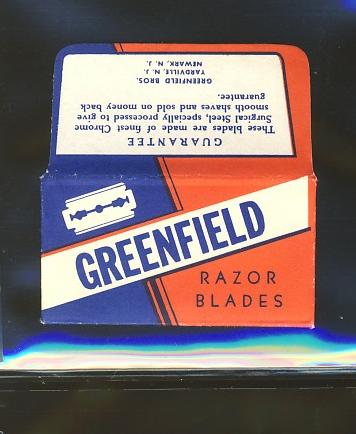 GUARANTEE
These blades are made of finest Chrome
Surgical Steel, specially processed to give
smooth shaves and sold on money back
guarantee.
GREENFIELD BROS.
YARDVILLE, N. J.
NEWARK, N. J.
GREENFIELD
RAZOR
BLADES